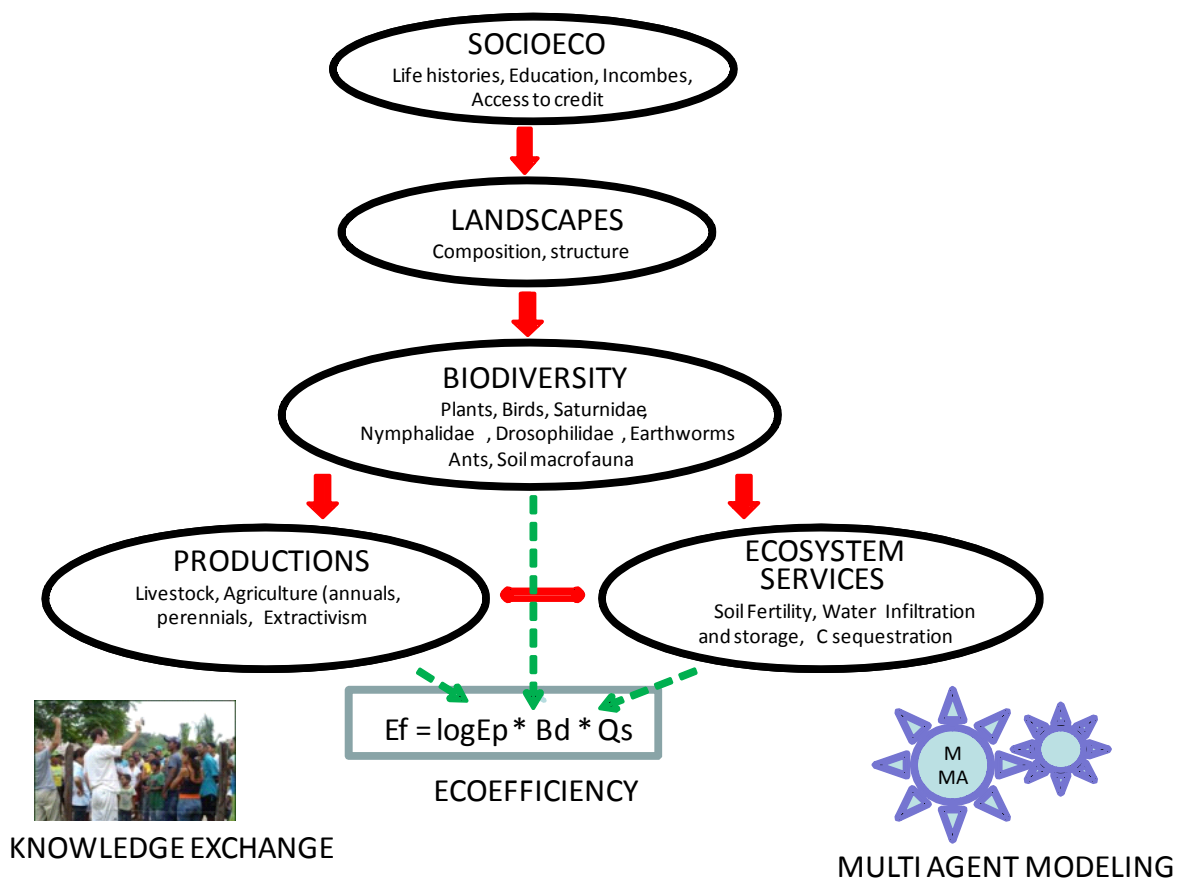 SOCIOECO
Life histories, Education, Incombes,
Access to credit
LANDSCAPES
Composition, structure
BIODIVERSITY
Plants, Birds, Saturnidae,
Nymphalidae , Drosophilidae , Earthworms
Ants, Soil macrofauna
PRODUCTIONS
Livestock, Agriculture (annuals,
perennials, Extractivism
ECOSYSTEM
SERVICES
Soil Fertility, Water Infiltration
and storage, C sequestration
Ef = logEp * Bd * Qs
ECOEFFICIENCY
KNOWLEDGE EXCHANGE
M
MA
MULTI AGENT MODELING